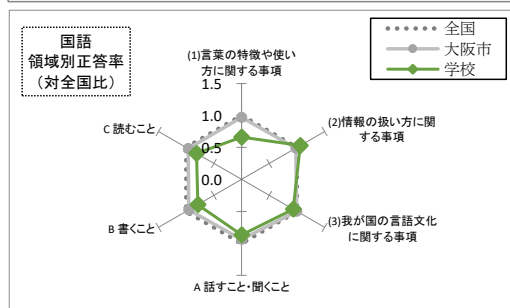 国語
領域別正答率
（対全国比）
全国
大阪市
学校
(1)言葉の特徴や使い
方に関する事項
1.5
1.0
0.5
0.0
(2)情報の扱い方に関
する事項
(3)我が国の言語文化
に関する事項
A 話すこと・聞くこと
B 書くこと
C 読むこと